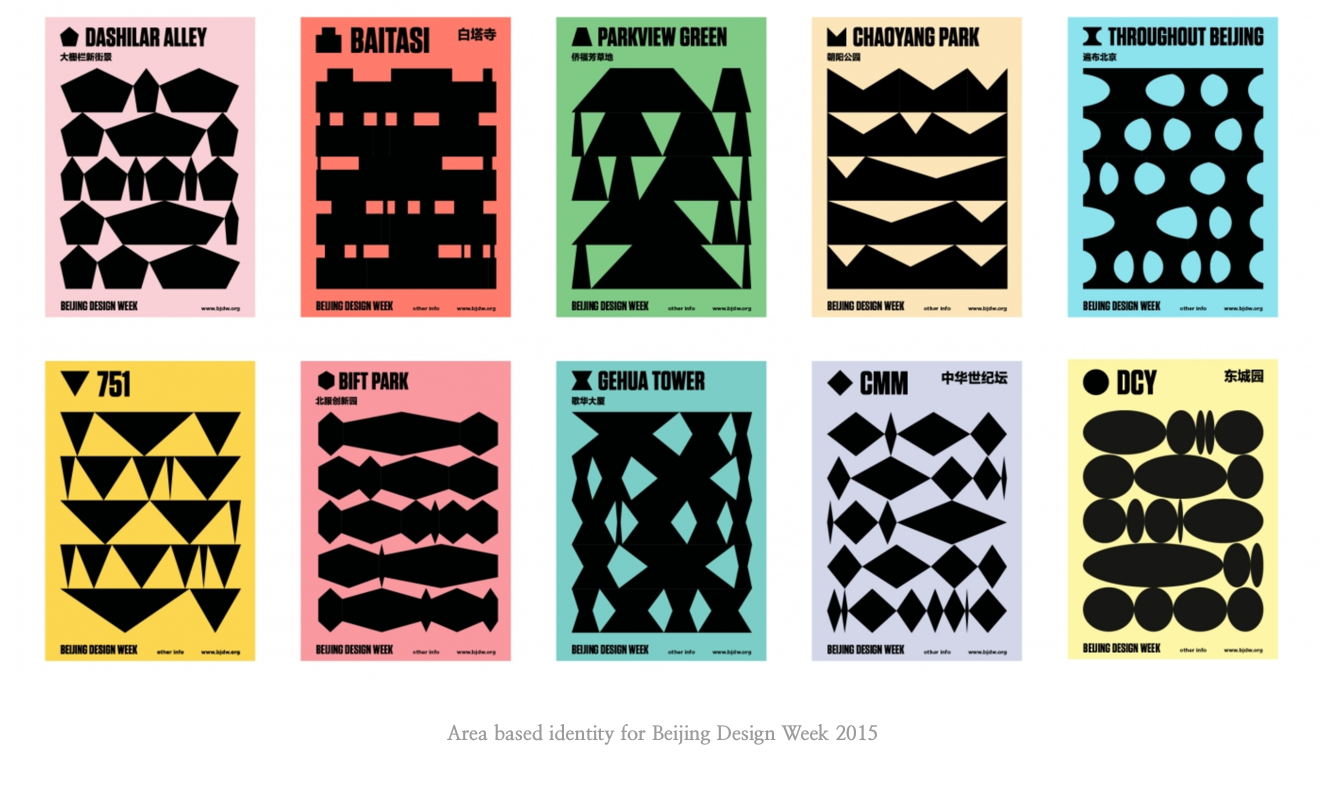 DASHILAR ALLEY
大栅栏新街景
BEIJING DESIGN WEEK www.bjdw.org
BAITASI 白塔寺
BEIJING DESIGN WEEK other info www.bjdw.org
PARKVIEW GREEN
侨福芳草地
BEIJING DESIGN WEEK other info www.bjdw.org
CHAOYANG PARK
朝阳公园
BEIJING DESIGN WEEK other info www.bjdw.org
THROUGHOUT BEIJING
遍布北京
BEIJING DESIGN WEEK other info www.bjdw.org
751
BEIJING DESIGN WEEK other info www.bjdw.org
BIFT PARK
北服创新园
BEIJING DESIGN WEEK other info www.bjdw.org
GEHUA TOWER
歌华大厦
BEIJING DESIGN WEEK other info www.bjdw.org
CMM 中华世纪坛
BEIJING DESIGN WEEK other info www.bjdw.org
DCY 东城园
BEIJING DESIGN WEEK other info www.bjdw.org
Area based identity for Beijing Design Week 2015